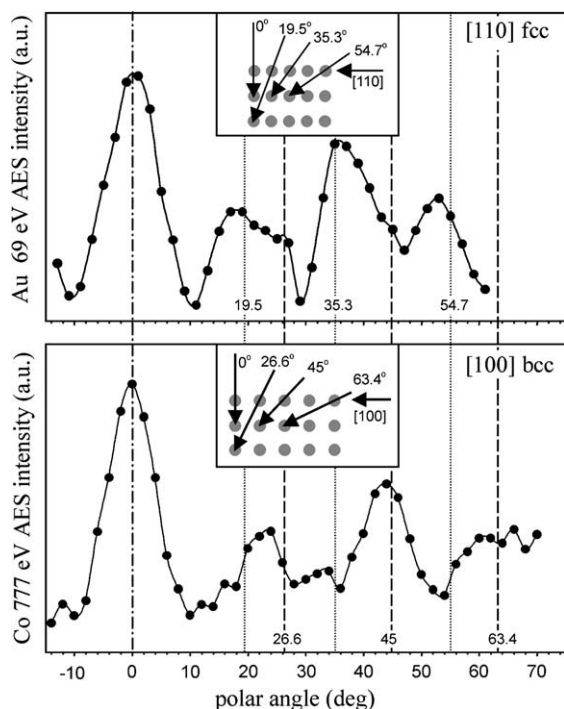 Au 69 eV AES intensity (a.u.)
[110] fcc
0° 19.5° 35.3° 54.7°
[110]
19.5 35.3 54.7
Co 777 eV AES intensity (a.u.)
[100] bcc
0° 26.6° 45° 63.4°
[100]
26.6 45 63.4
-10 0 10 20 30 40 50 60 70
polar angle (deg)